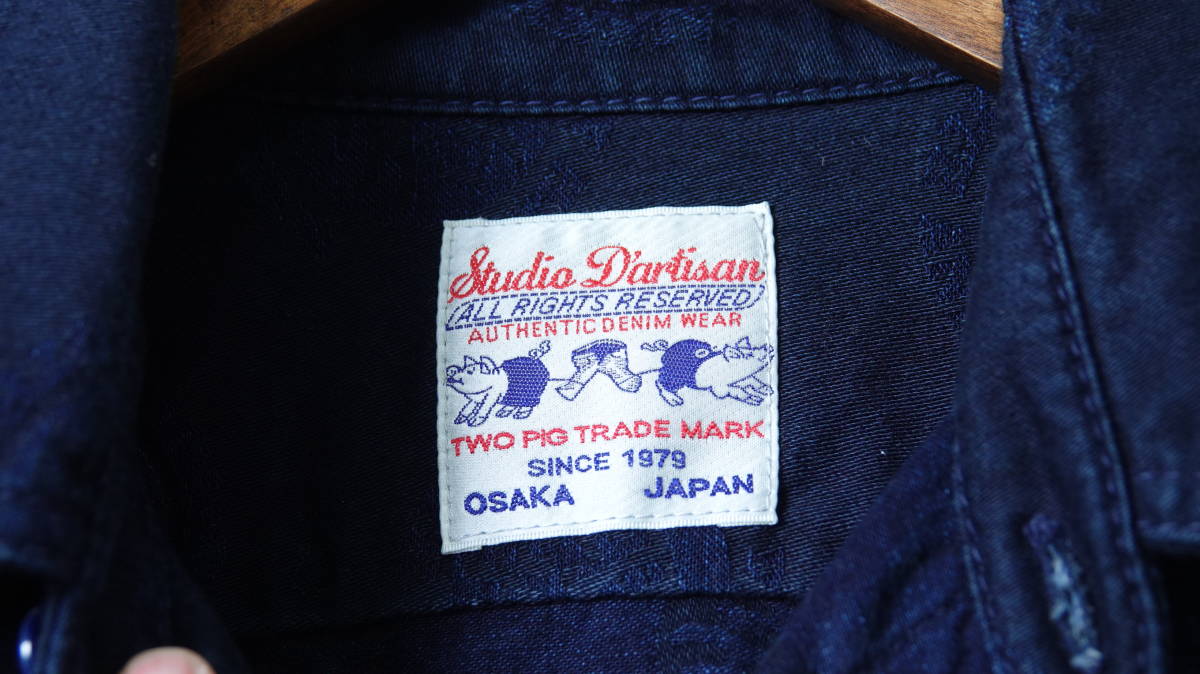 Studio D'artisan
(ALL RIGHTS RESERVED)
AUTHENTIC DENIM WEAR
TWO PIG TRADE MARK
SINCE 1979
OSAKA JAPAN